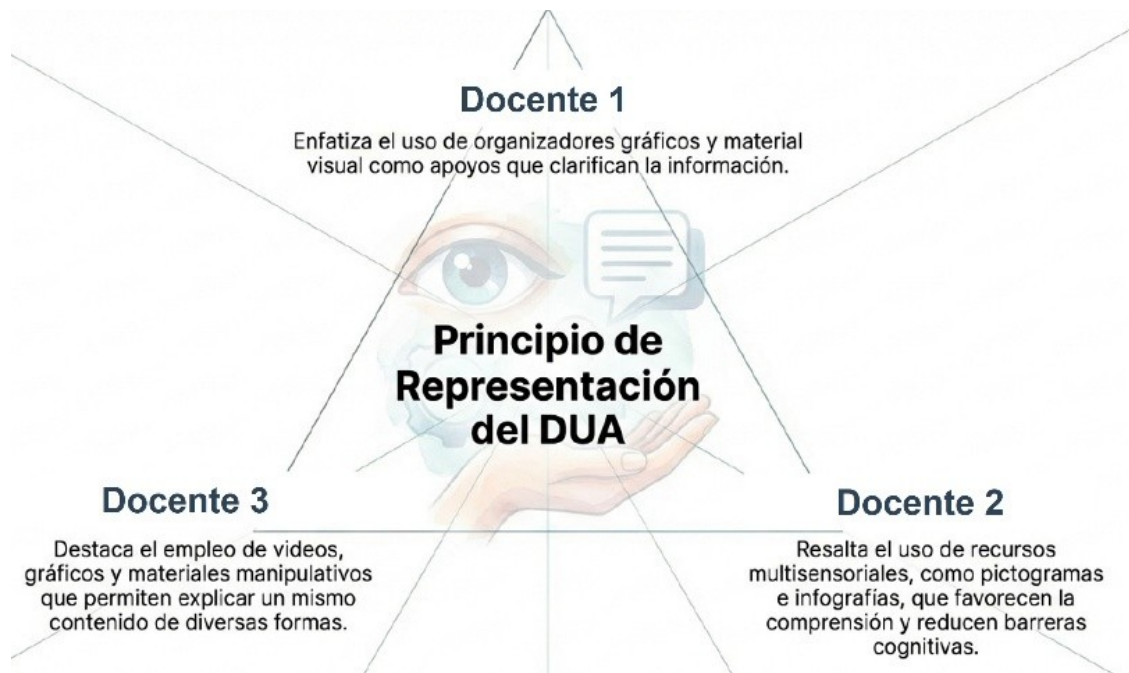 Docente 1
Enfatiza el uso de organizadores gráficos y material
visual como apoyos que clarifican la información.
Principio de
Representación
del DUA
Docente 3
Destaca el empleo de videos,
gráficos y materiales manipulativos
que permiten explicar un mismo
contenido de diversas formas.
Docente 2
Resalta el uso de recursos
multisensoriales, como pictogramas
e infografías, que favorecen la
comprensión y reducen barreras
cognitivas.